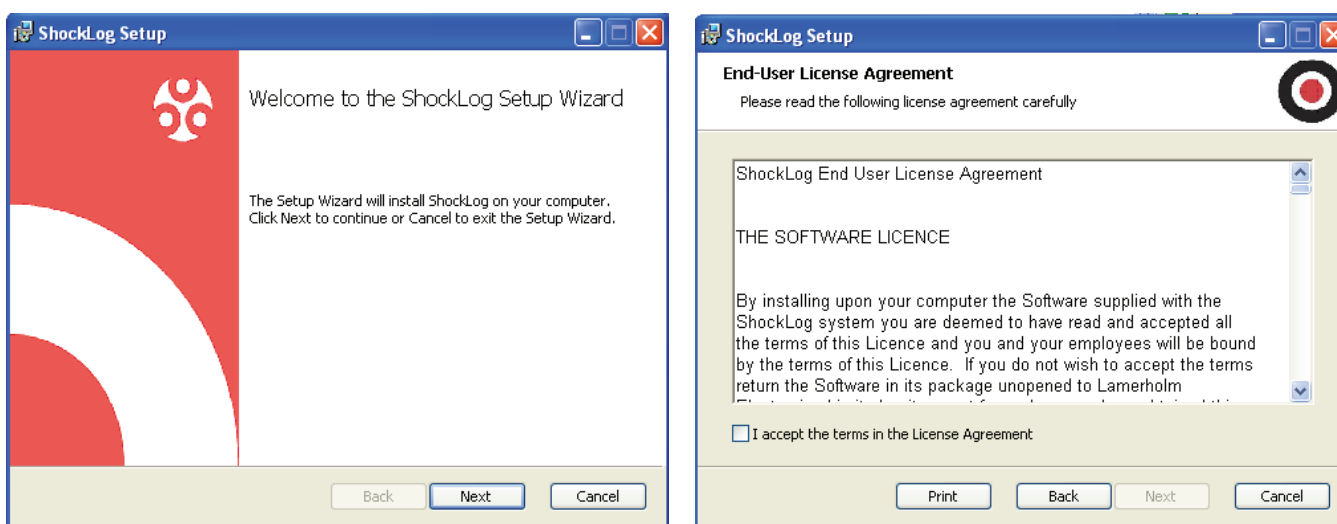 ShockLog Setup
Welcome to the ShockLog Setup Wizard
The Setup Wizard will install ShockLog on your computer.
Click Next to continue or Cancel to exit the Setup Wizard.
Back Next Cancel
ShockLog Setup
End-User License Agreement
Please read the following license agreement carefully
ShockLog End User License Agreement
THE SOFTWARE LICENCE
By installing upon your computer the Software supplied with the
ShockLog system you are deemed to have read and accepted all
the terms of this Licence and you and your employees will be bound
by the terms of this Licence. If you do not wish to accept the terms
return the Software in its package unopened to Lamerholm
I accept the terms in the License Agreement
Print Back Next Cancel